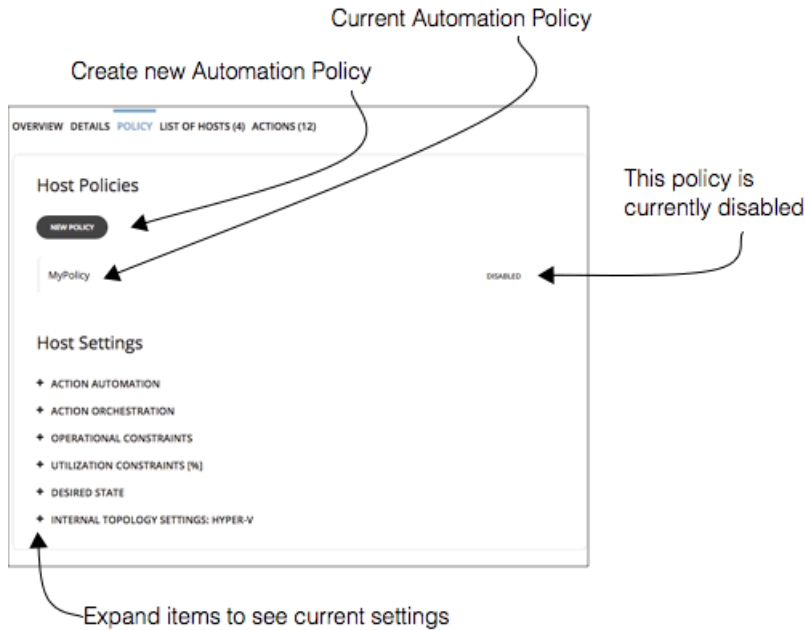 Current Automation Policy
Create new Automation Policy
OVERVIEW DETAILS POLICY LIST OF HOSTS (4) ACTIONS (12)
Host Policies
This policy is
currently disabled
NEW POLICY
MyPolicy
DISABLED
Host Settings
+ ACTION AUTOMATION
+ ACTION ORCHESTRATION
+ OPERATIONAL CONSTRAINTS
+ UTILIZATION CONSTRAINTS [%]
+ DESIRED STATE
+ INTERNAL TOPOLOGY SETTINGS: HYPER-V
Expand items to see current settings